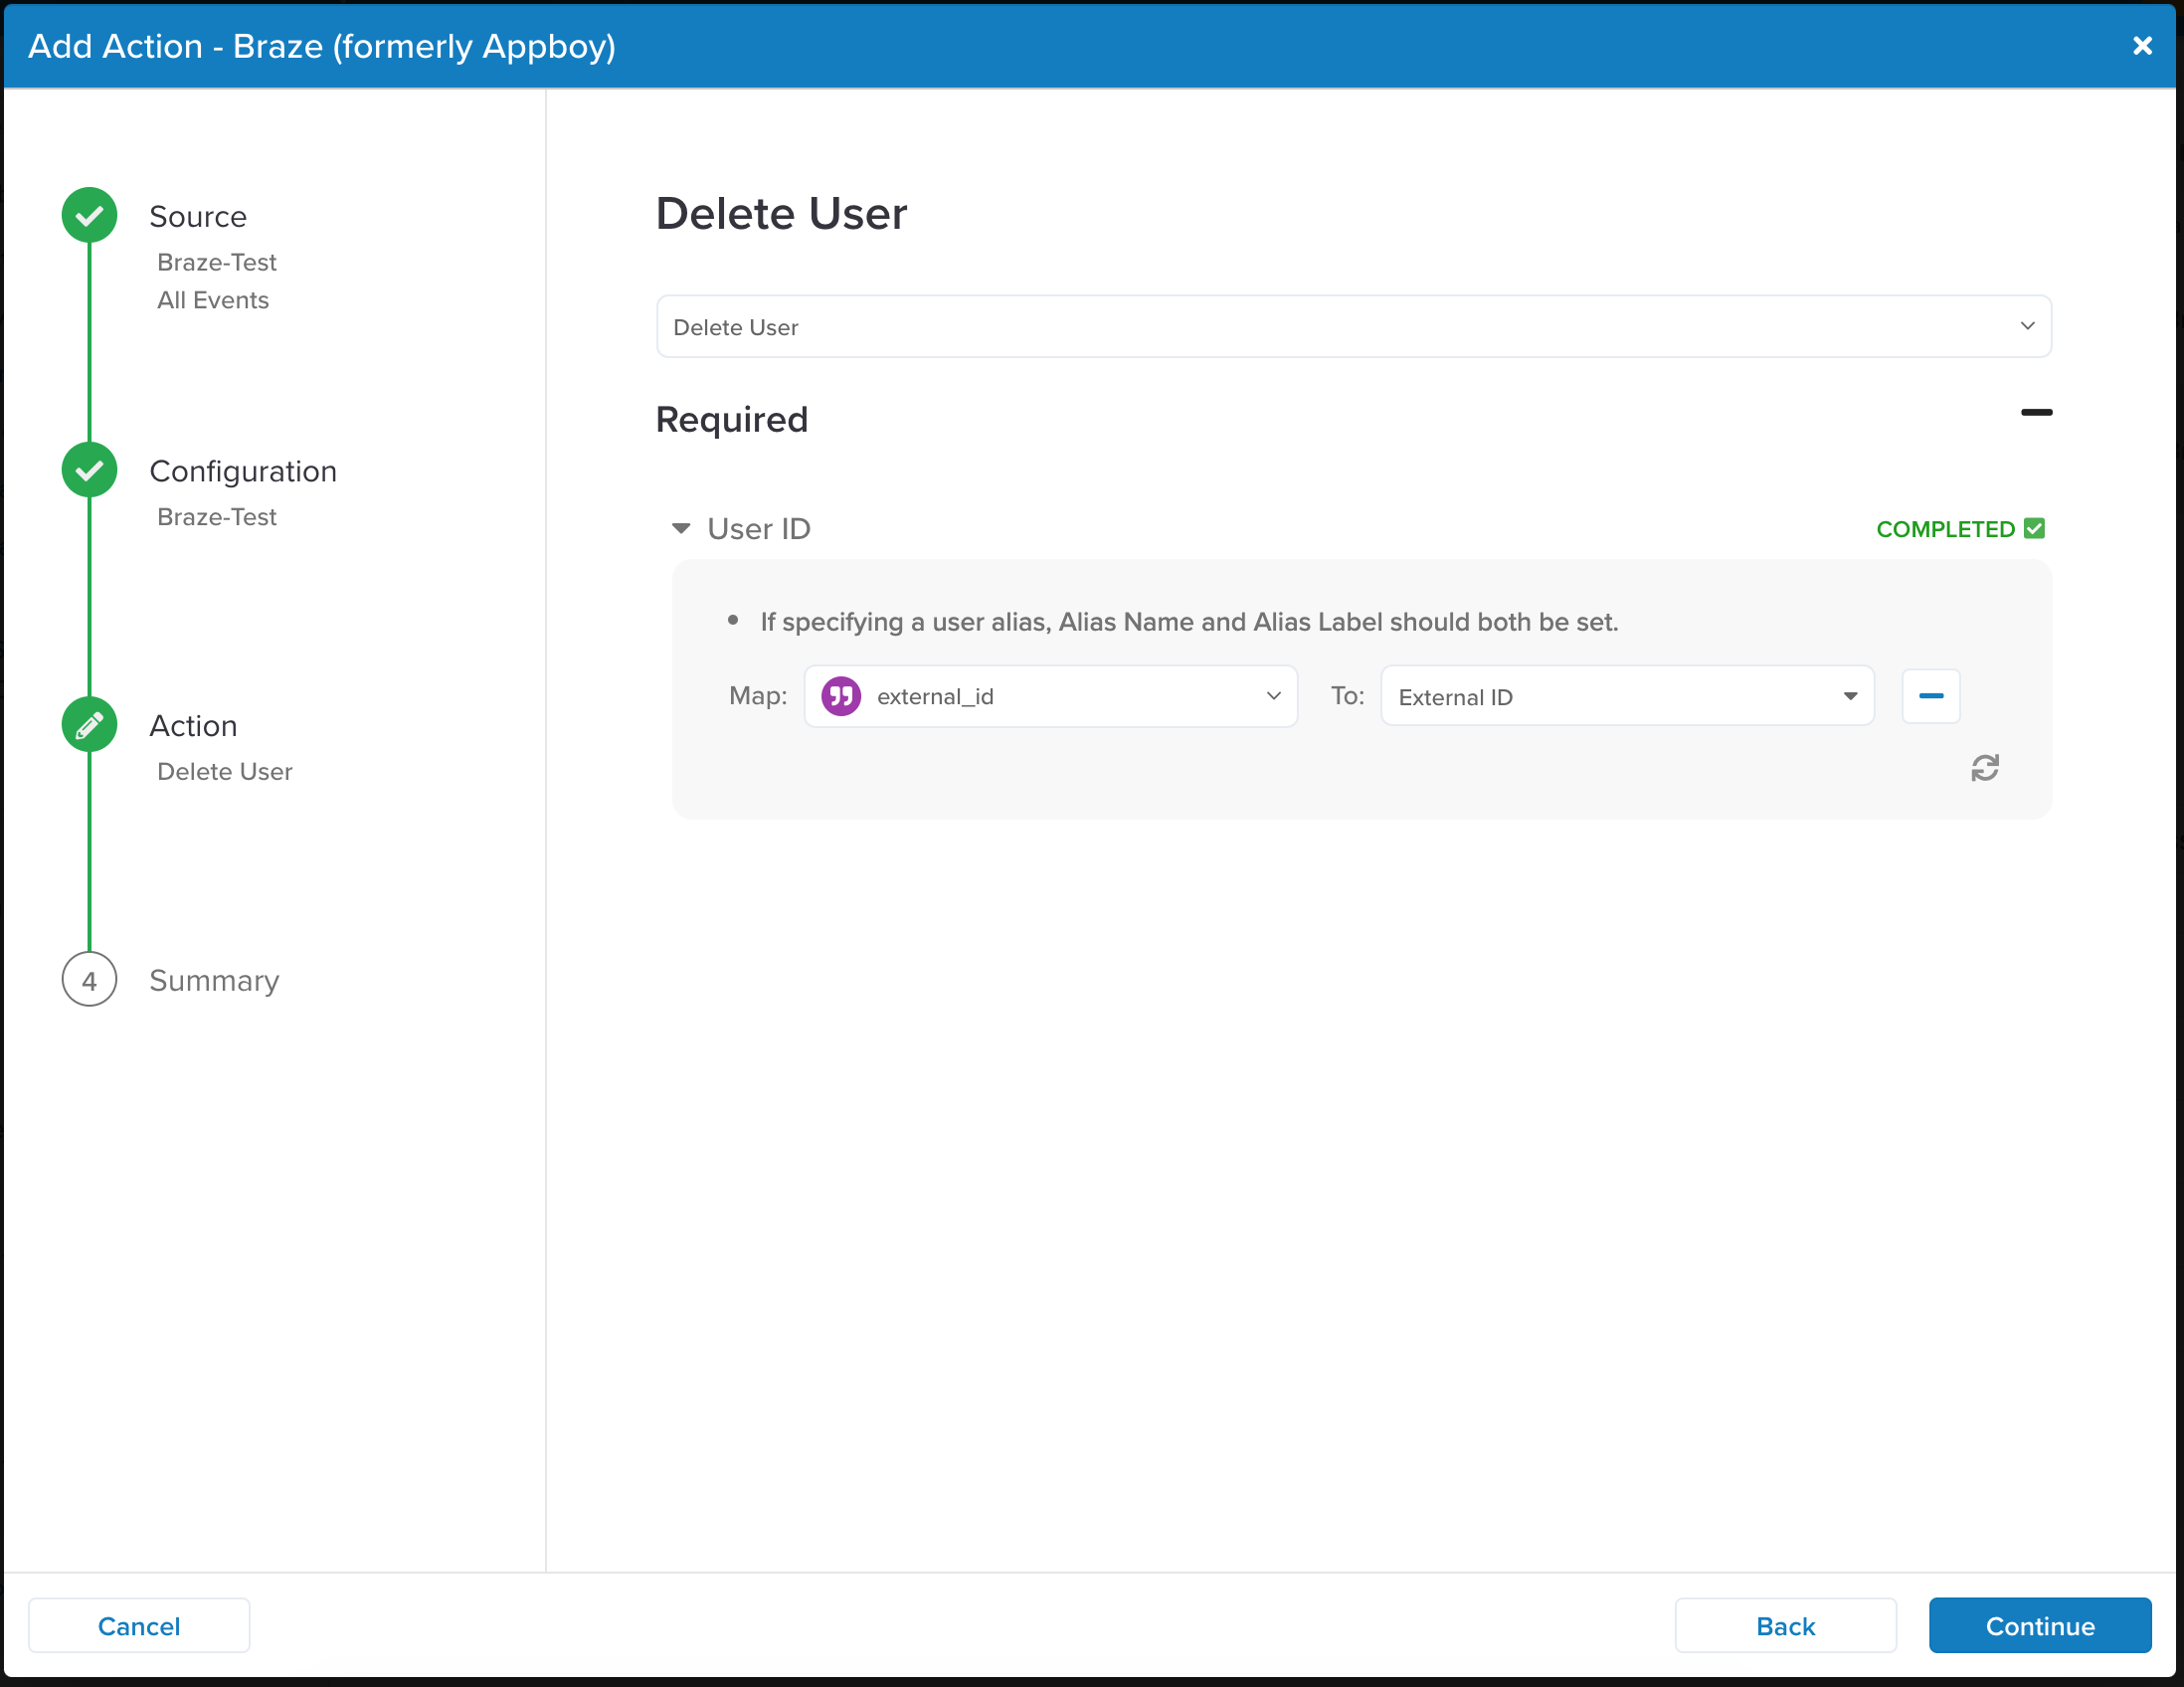 Add Action - Braze (formerly Appboy)
Source
Braze-Test
All Events
Configuration
Braze-Test
Action
Delete User
4 Summary
Delete User
Delete User
Required
User ID COMPLETED
If specifying a user alias, Alias Name and Alias Label should both be set.
Map: external_id To: External ID
Cancel Back Continue